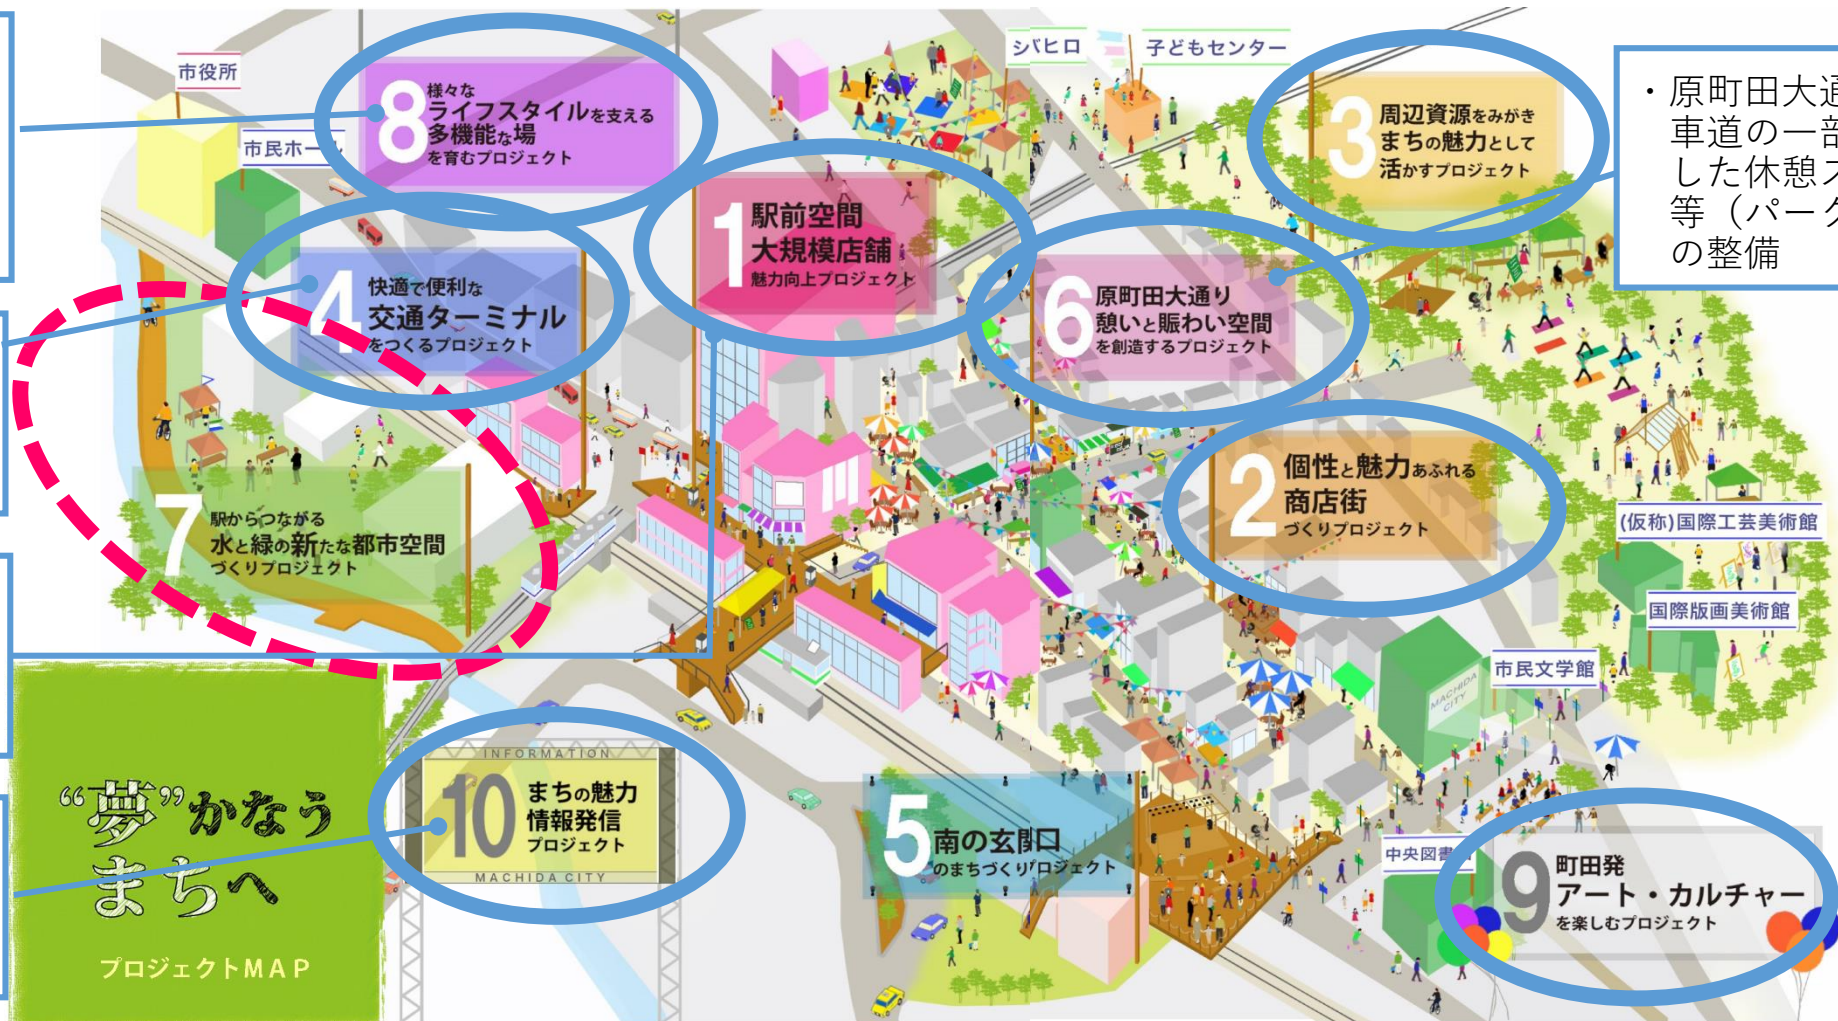 市役所
市民ホール
8
様々な
ライフスタイルを支える
多機能な場
を育むプロジェクト
シバヒロ
子どもセンター
3
周辺資源をみがき
まちの魅力として
活かすプロジェクト
・原町田大通
車道の一部
した休憩ス
等（パーク
の整備
1
駅前空間
大規模店舗
魅力向上プロジェクト
4
快適で便利な
交通ターミナル
をつくるプロジェクト
6
原町田大通り
憩いと賑わい空間
を創造するプロジェクト
2
個性と魅力あふれる
商店街
づくりプロジェクト
7
駅からつながる
水と緑の新たな都市空間
づくりプロジェクト
(仮称)国際工芸美術館
国際版画美術館
市民文学館
MACHIDA
CITY
“夢”かなう
まちへ
プロジェクトMAP
INFORMATION
10
まちの魅力
情報発信
プロジェクト
MACHIDA CITY
5
南の玄関口
のまちづくりプロジェクト
中央図書
9
町田発
アート・カルチャー
を楽しむプロジェクト